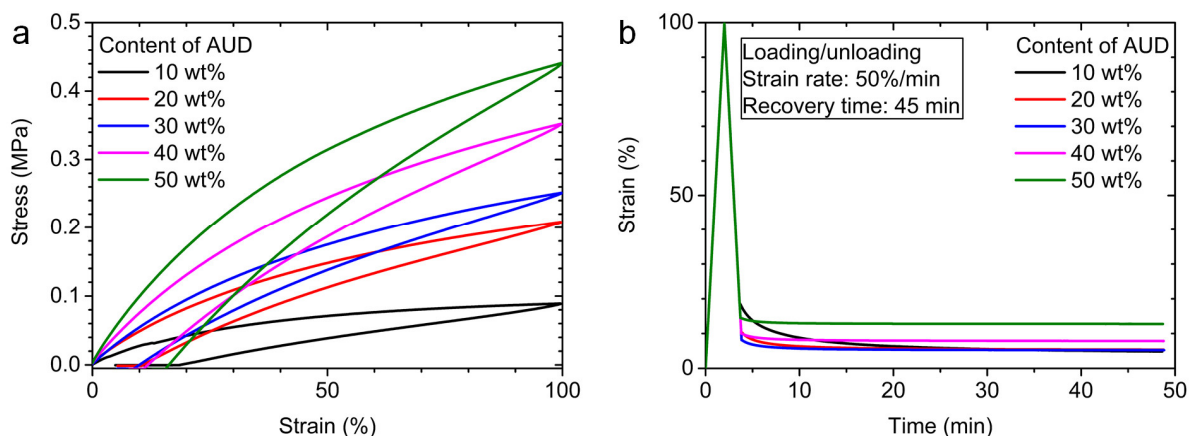 a
Content of AUD
10 wt%
20 wt%
30 wt%
40 wt%
50 wt%
Stress (MPa)
0.5
0.4
0.3
0.2
0.1
0.0
0
50
100
Strain (%)
b
Loading/unloading
Strain rate: 50%/min
Recovery time: 45 min
Content of AUD
10 wt%
20 wt%
30 wt%
40 wt%
50 wt%
Strain (%)
100
50
0
0
10
20
30
40
50
Time (min)